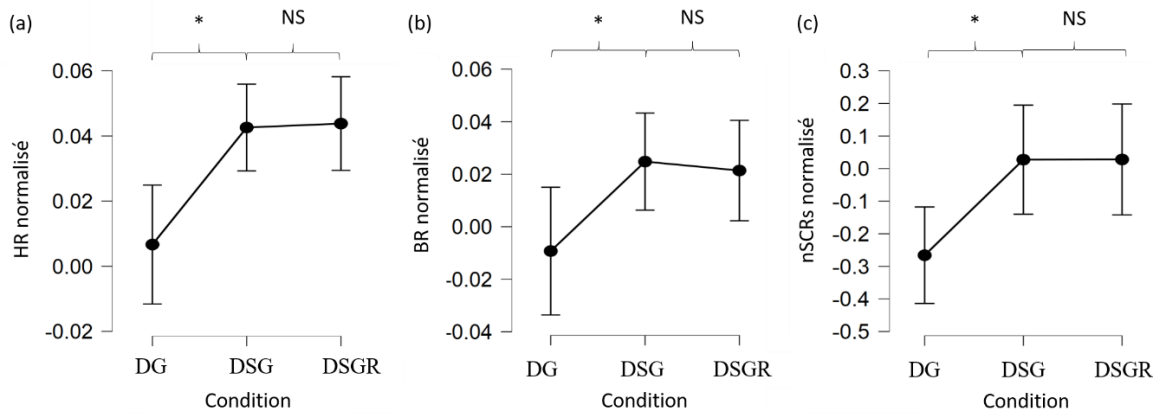 (a)
* NS
HR normalisé
0.06
0.04
0.02
0.00
-0.02
DG DSG DSGR
Condition
(b)
* NS
BR normalisé
0.06
0.04
0.02
0.00
-0.02
-0.04
DG DSG DSGR
Condition
(c)
* NS
nSCRs normalisé
0.3
0.2
0.1
0.0
-0.1
-0.2
-0.3
-0.4
-0.5
DG DSG DSGR
Condition